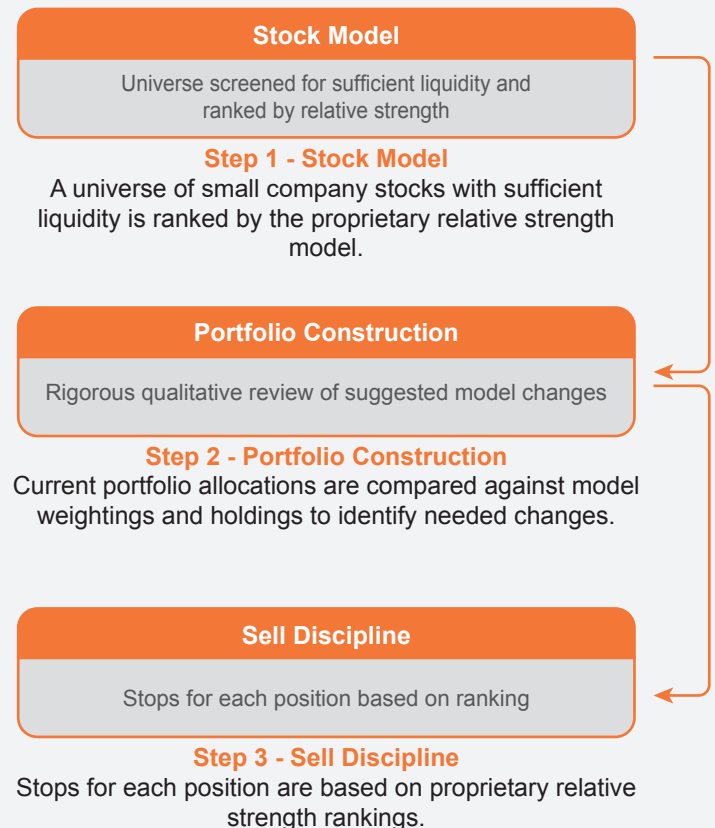 Stock Model
Universe screened for sufficient liquidity and
ranked by relative strength
Step 1 - Stock Model
A universe of small company stocks with sufficient
liquidity is ranked by the proprietary relative strength
model.
Portfolio Construction
Rigorous qualitative review of suggested model changes
Step 2 - Portfolio Construction
Current portfolio allocations are compared against model
weightings and holdings to identify needed changes.
Sell Discipline
Stops for each position based on ranking
Step 3 - Sell Discipline
Stops for each position are based on proprietary relative
strength rankings.